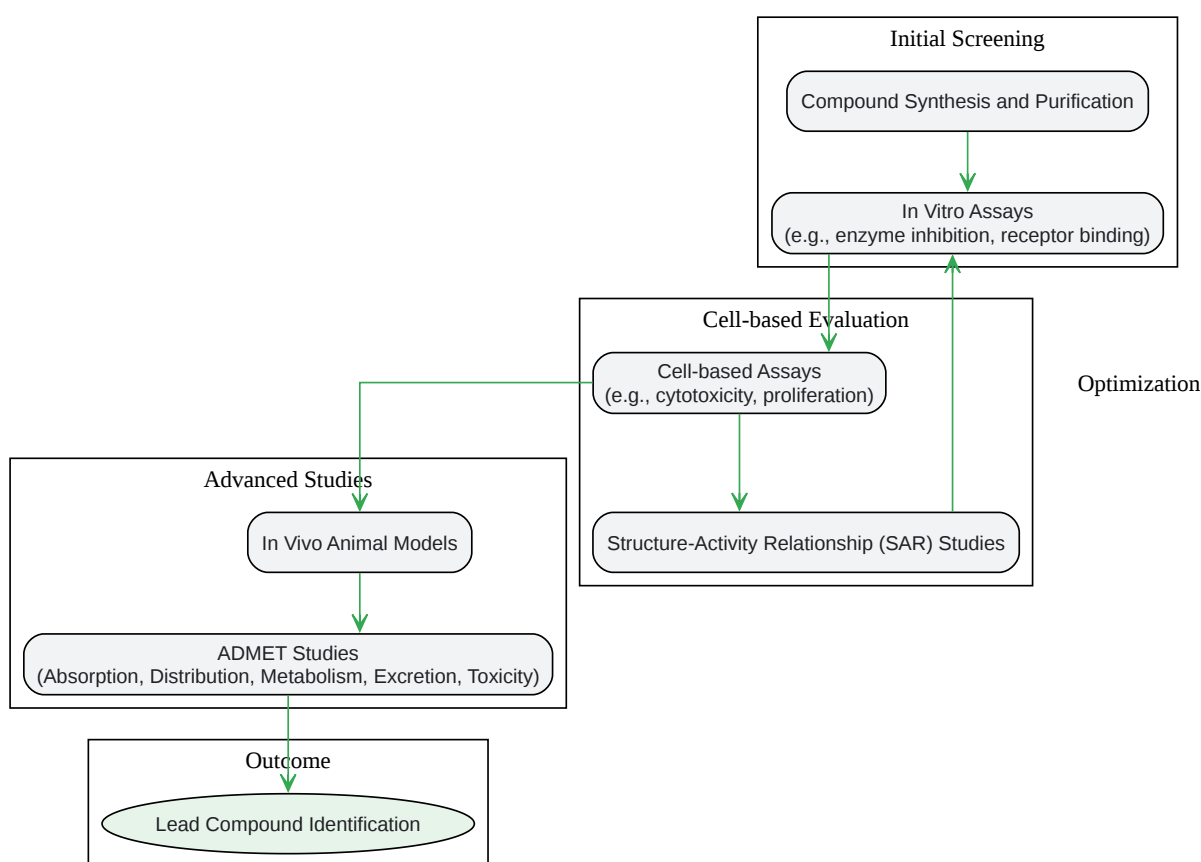 Initial Screening
Compound Synthesis and Purification
In Vitro Assays
(e.g., enzyme inhibition, receptor binding)
Cell-based Evaluation
Cell-based Assays
(e.g., cytotoxicity, proliferation)
Optimization
Structure-Activity Relationship (SAR) Studies
Advanced Studies
In Vivo Animal Models
ADMET Studies
(Absorption, Distribution, Metabolism, Excretion, Toxicity)
Outcome
Lead Compound Identification